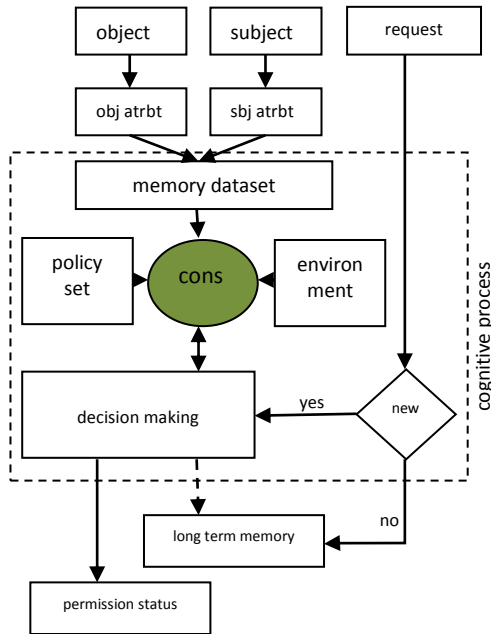 object
subject
request
obj atrbt
sbj atrbt
memory dataset
policy
set
cons
environ
ment
cognitive process
decision making
yes
new
no
long term memory
permission status